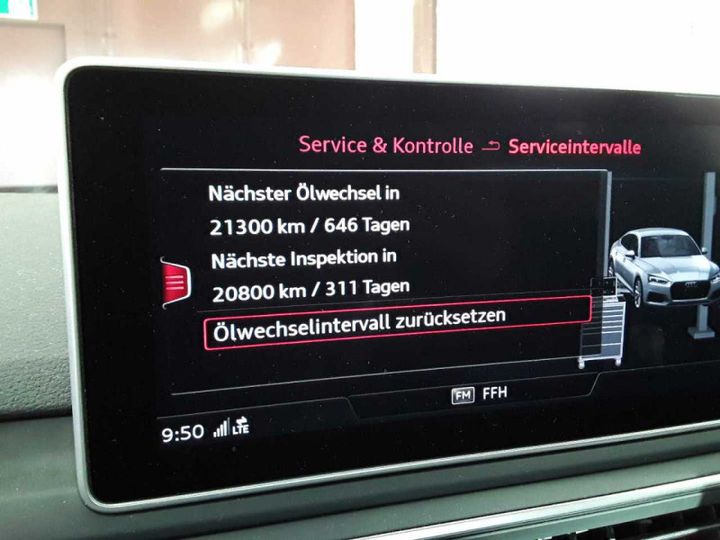 Service & Kontrolle Serviceintervalle
Nächster Ölwechsel in
21300 km / 646 Tagen
Nächste Inspektion in
20800 km / 311 Tagen
Ölwechselintervall zurücksetzen
FM FFH
9:50 LTE